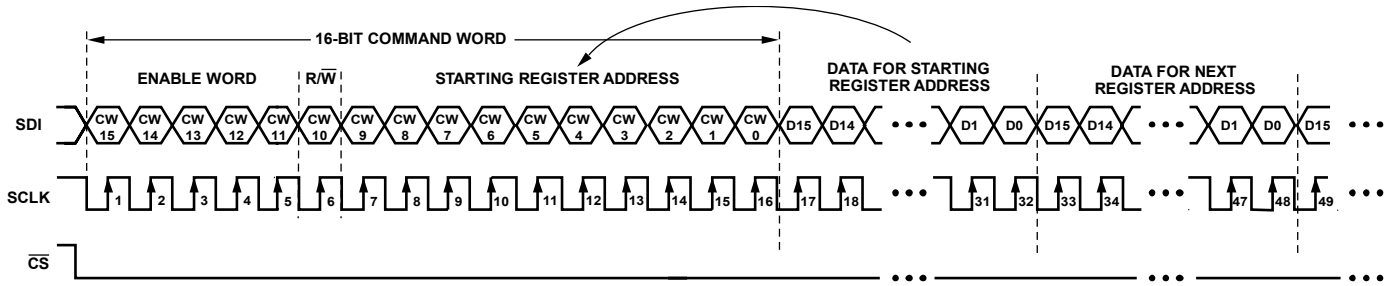 16-BIT COMMAND WORD
ENABLE WORD
R/W̅
STARTING REGISTER ADDRESS
DATA FOR STARTING
REGISTER ADDRESS
DATA FOR NEXT
REGISTER ADDRESS
SDI
CW 15 CW 14 CW 13 CW 12 CW 11 CW 10 CW 9 CW 8 CW 7 CW 6 CW 5 CW 4 CW 3 CW 2 CW 1 CW 0 D15 D14 D1 D0 D15 D14 D1 D0 D15
SCLK
1 2 3 4 5 6 7 8 9 10 11 12 13 14 15 16 17 18 31 32 33 34 47 48 49
C̅S̅